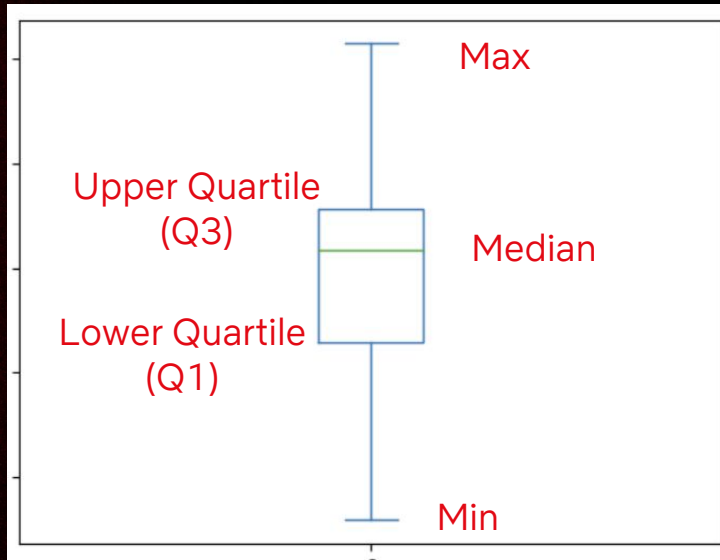 Max
Upper Quartile
(Q3)
Median
Lower Quartile
(Q1)
Min